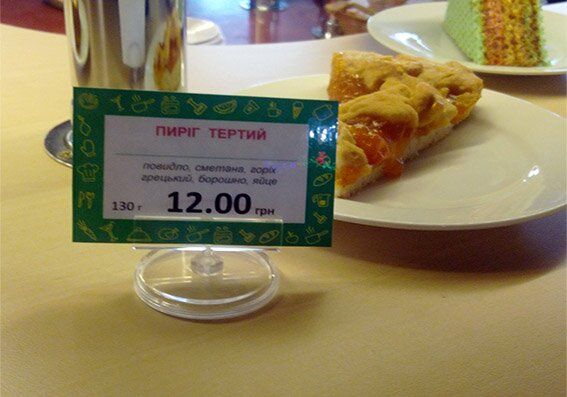 ПИРІГ ТЕРТИЙ
повидло, сметана, горіх
грецький, борошно, яйце
130 г 12.00 грн